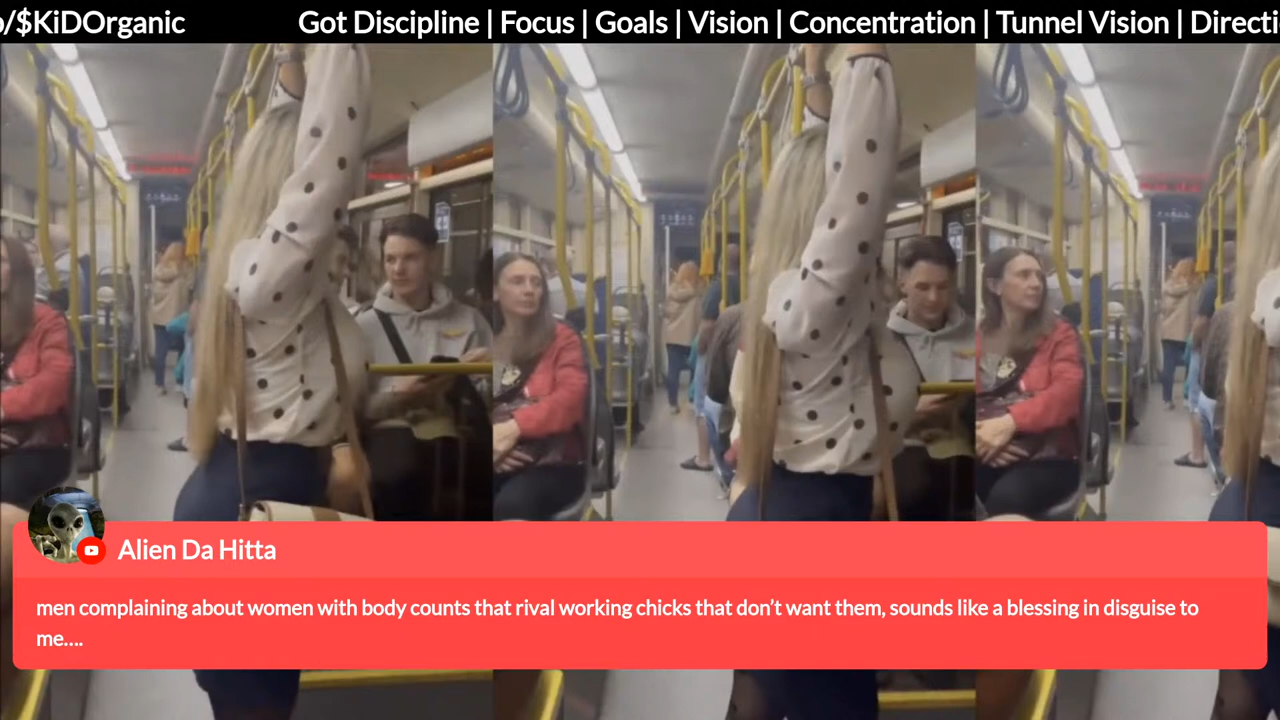 /$KiDOrganic Got Discipline | Focus | Goals | Vision | Concentration | Tunnel Vision | Directi
Alien Da Hitta
men complaining about women with body counts that rival working chicks that don’t want them, sounds like a blessing in disguise to
me....